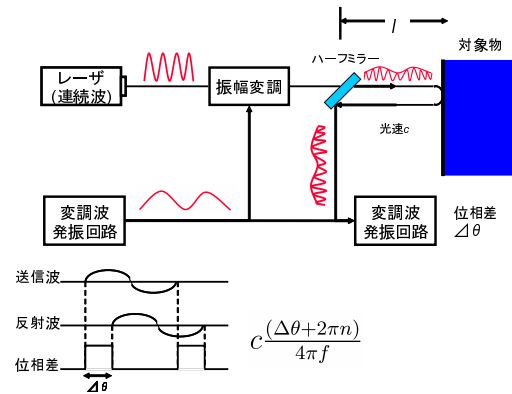 l
対象物
ハーフミラー
レーザ
(連続波)
振幅変調
光速c
変調波
発振回路
変調波
発振回路
位相差
⊿θ
送信波
反射波
位相差
⊿θ
c (Δθ+2πn) / 4πf